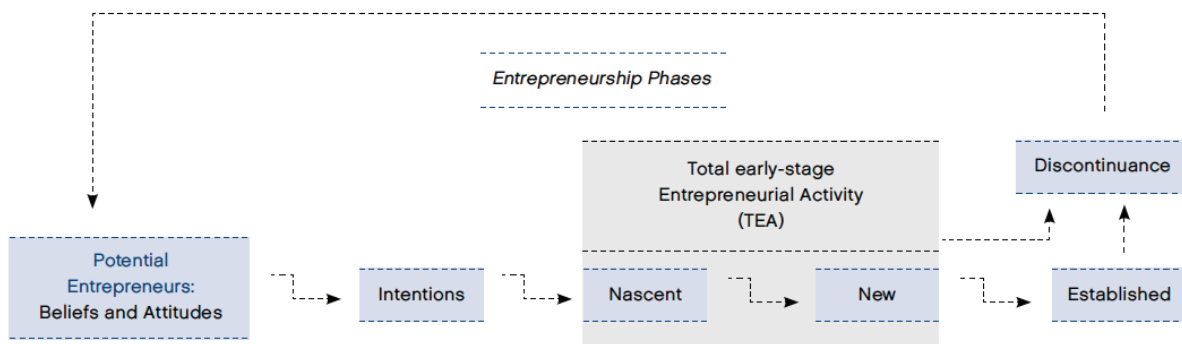 Entrepreneurship Phases
Total early-stage
Entrepreneurial Activity
(TEA)
Discontinuance
Potential
Entrepreneurs:
Beliefs and Attitudes
Intentions
Nascent
New
Established